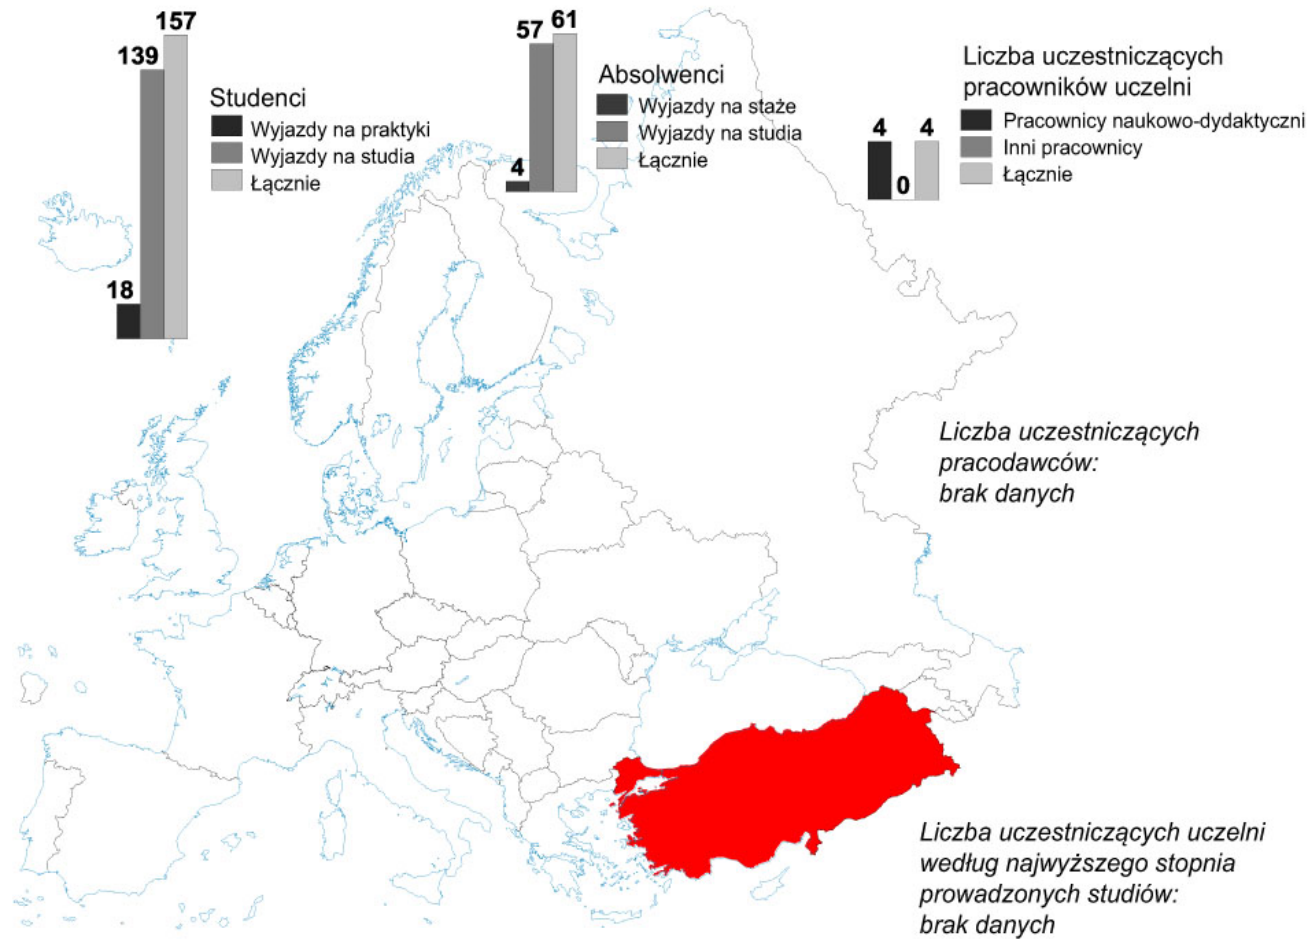 157
139
18
Studenci
Wyjazdy na praktyki
Wyjazdy na studia
Łącznie
61
57
4
Absolwenci
Wyjazdy na staże
Wyjazdy na studia
Łącznie
Liczba uczestniczących
pracowników uczelni
4 4
0
Pracownicy naukowo-dydaktyczni
Inni pracownicy
Łącznie
Liczba uczestniczących
pracodawców:
brak danych
Liczba uczestniczących uczelni
według najwyższego stopnia
prowadzonych studiów:
brak danych